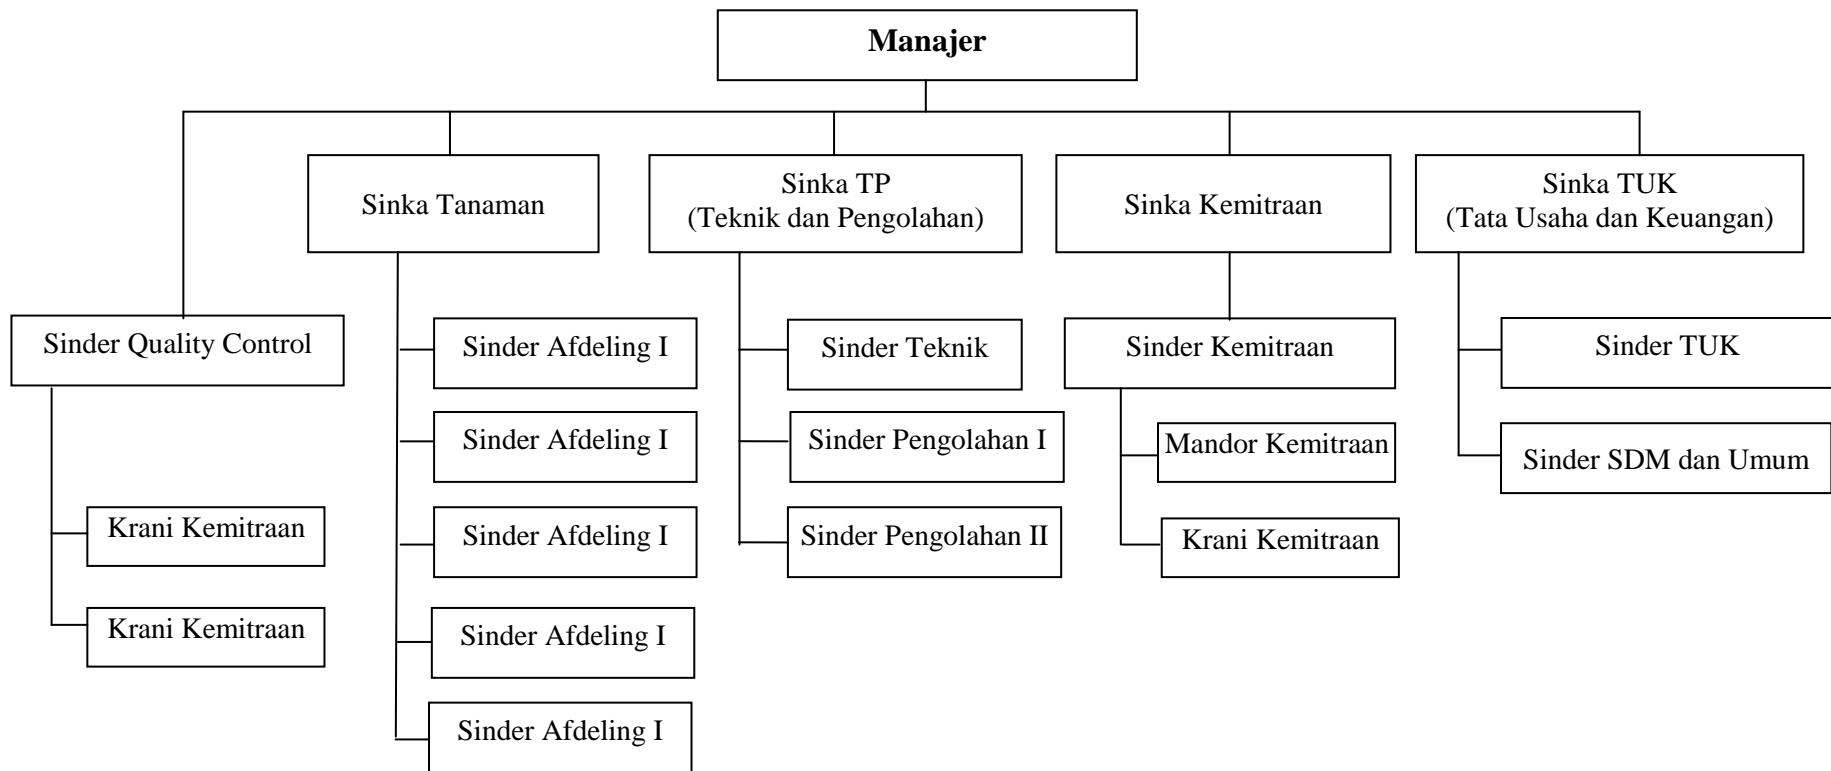 Manajer
Sinka Tanaman
Sinka TP
(Teknik dan Pengolahan)
Sinka Kemitraan
Sinka TUK
(Tata Usaha dan Keuangan)
Sinder Quality Control
Sinder Afdeling I
Sinder Teknik
Sinder Kemitraan
Sinder TUK
Sinder Afdeling I
Sinder Pengolahan I
Mandor Kemitraan
Sinder SDM dan Umum
Krani Kemitraan
Sinder Afdeling I
Sinder Pengolahan II
Krani Kemitraan
Krani Kemitraan
Sinder Afdeling I
Sinder Afdeling I